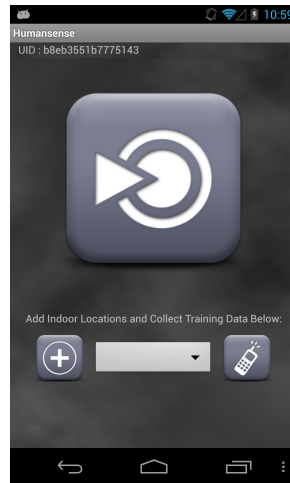 10:59
Humansense
UID : b8eb3551b7775143
Add Indoor Locations and Collect Training Data Below: